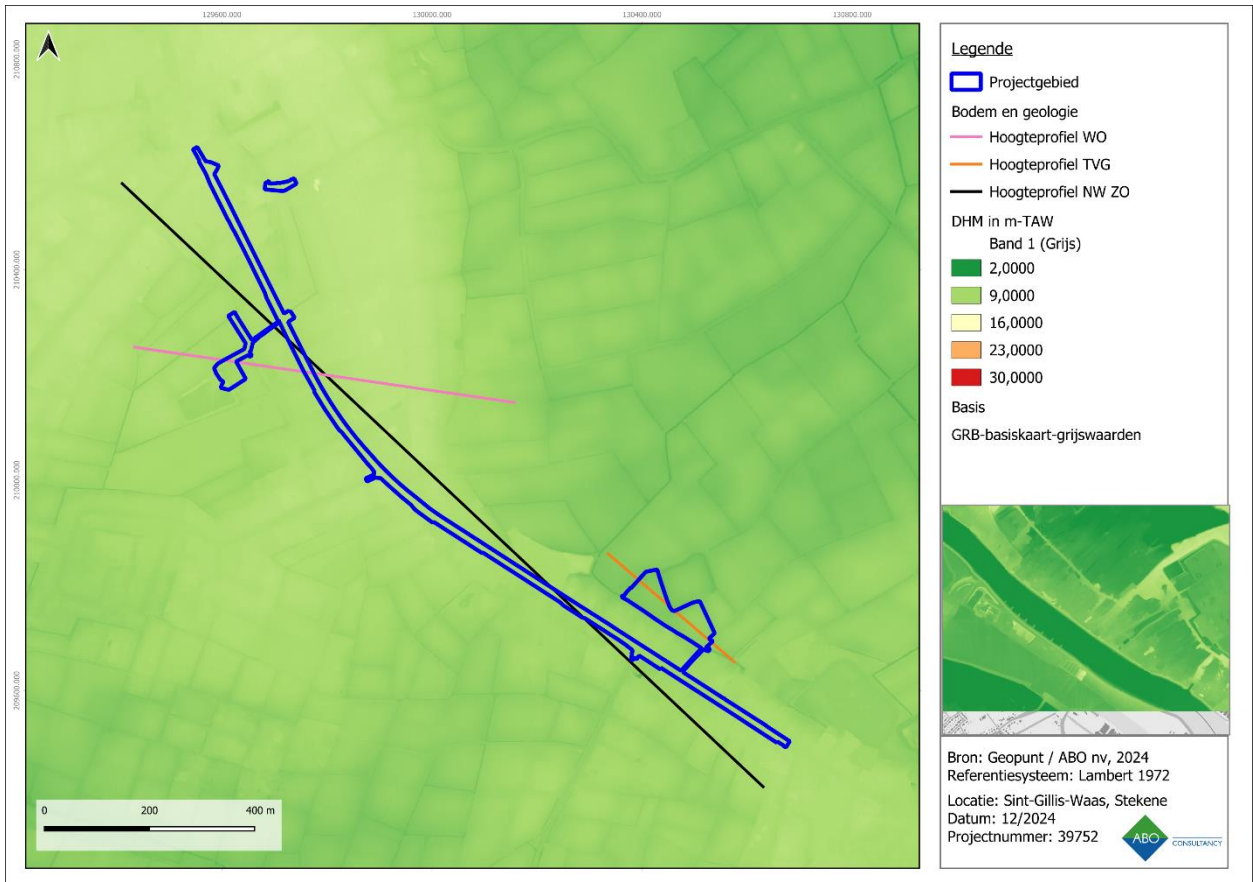 129600.000
130000.000
130400.000
130800.000
210800.000
210400.000
210000.000
209600.000
0
200
400 m
Legende
Projectgebied
Bodem en geologie
Hoogteprofiel WO
Hoogteprofiel TVG
Hoogteprofiel NW ZO
DHM in m-TAW
Band 1 (Grijs)
2,0000
9,0000
16,0000
23,0000
30,0000
Basis
GRB-basiskaart-grijswaarden
Bron: Geopunt / ABO nv, 2024
Referentiesysteem: Lambert 1972
Locatie: Sint-Gillis-Waas, Stekene
Datum: 12/2024
Projectnummer: 39752
ABO CONSULTANCY